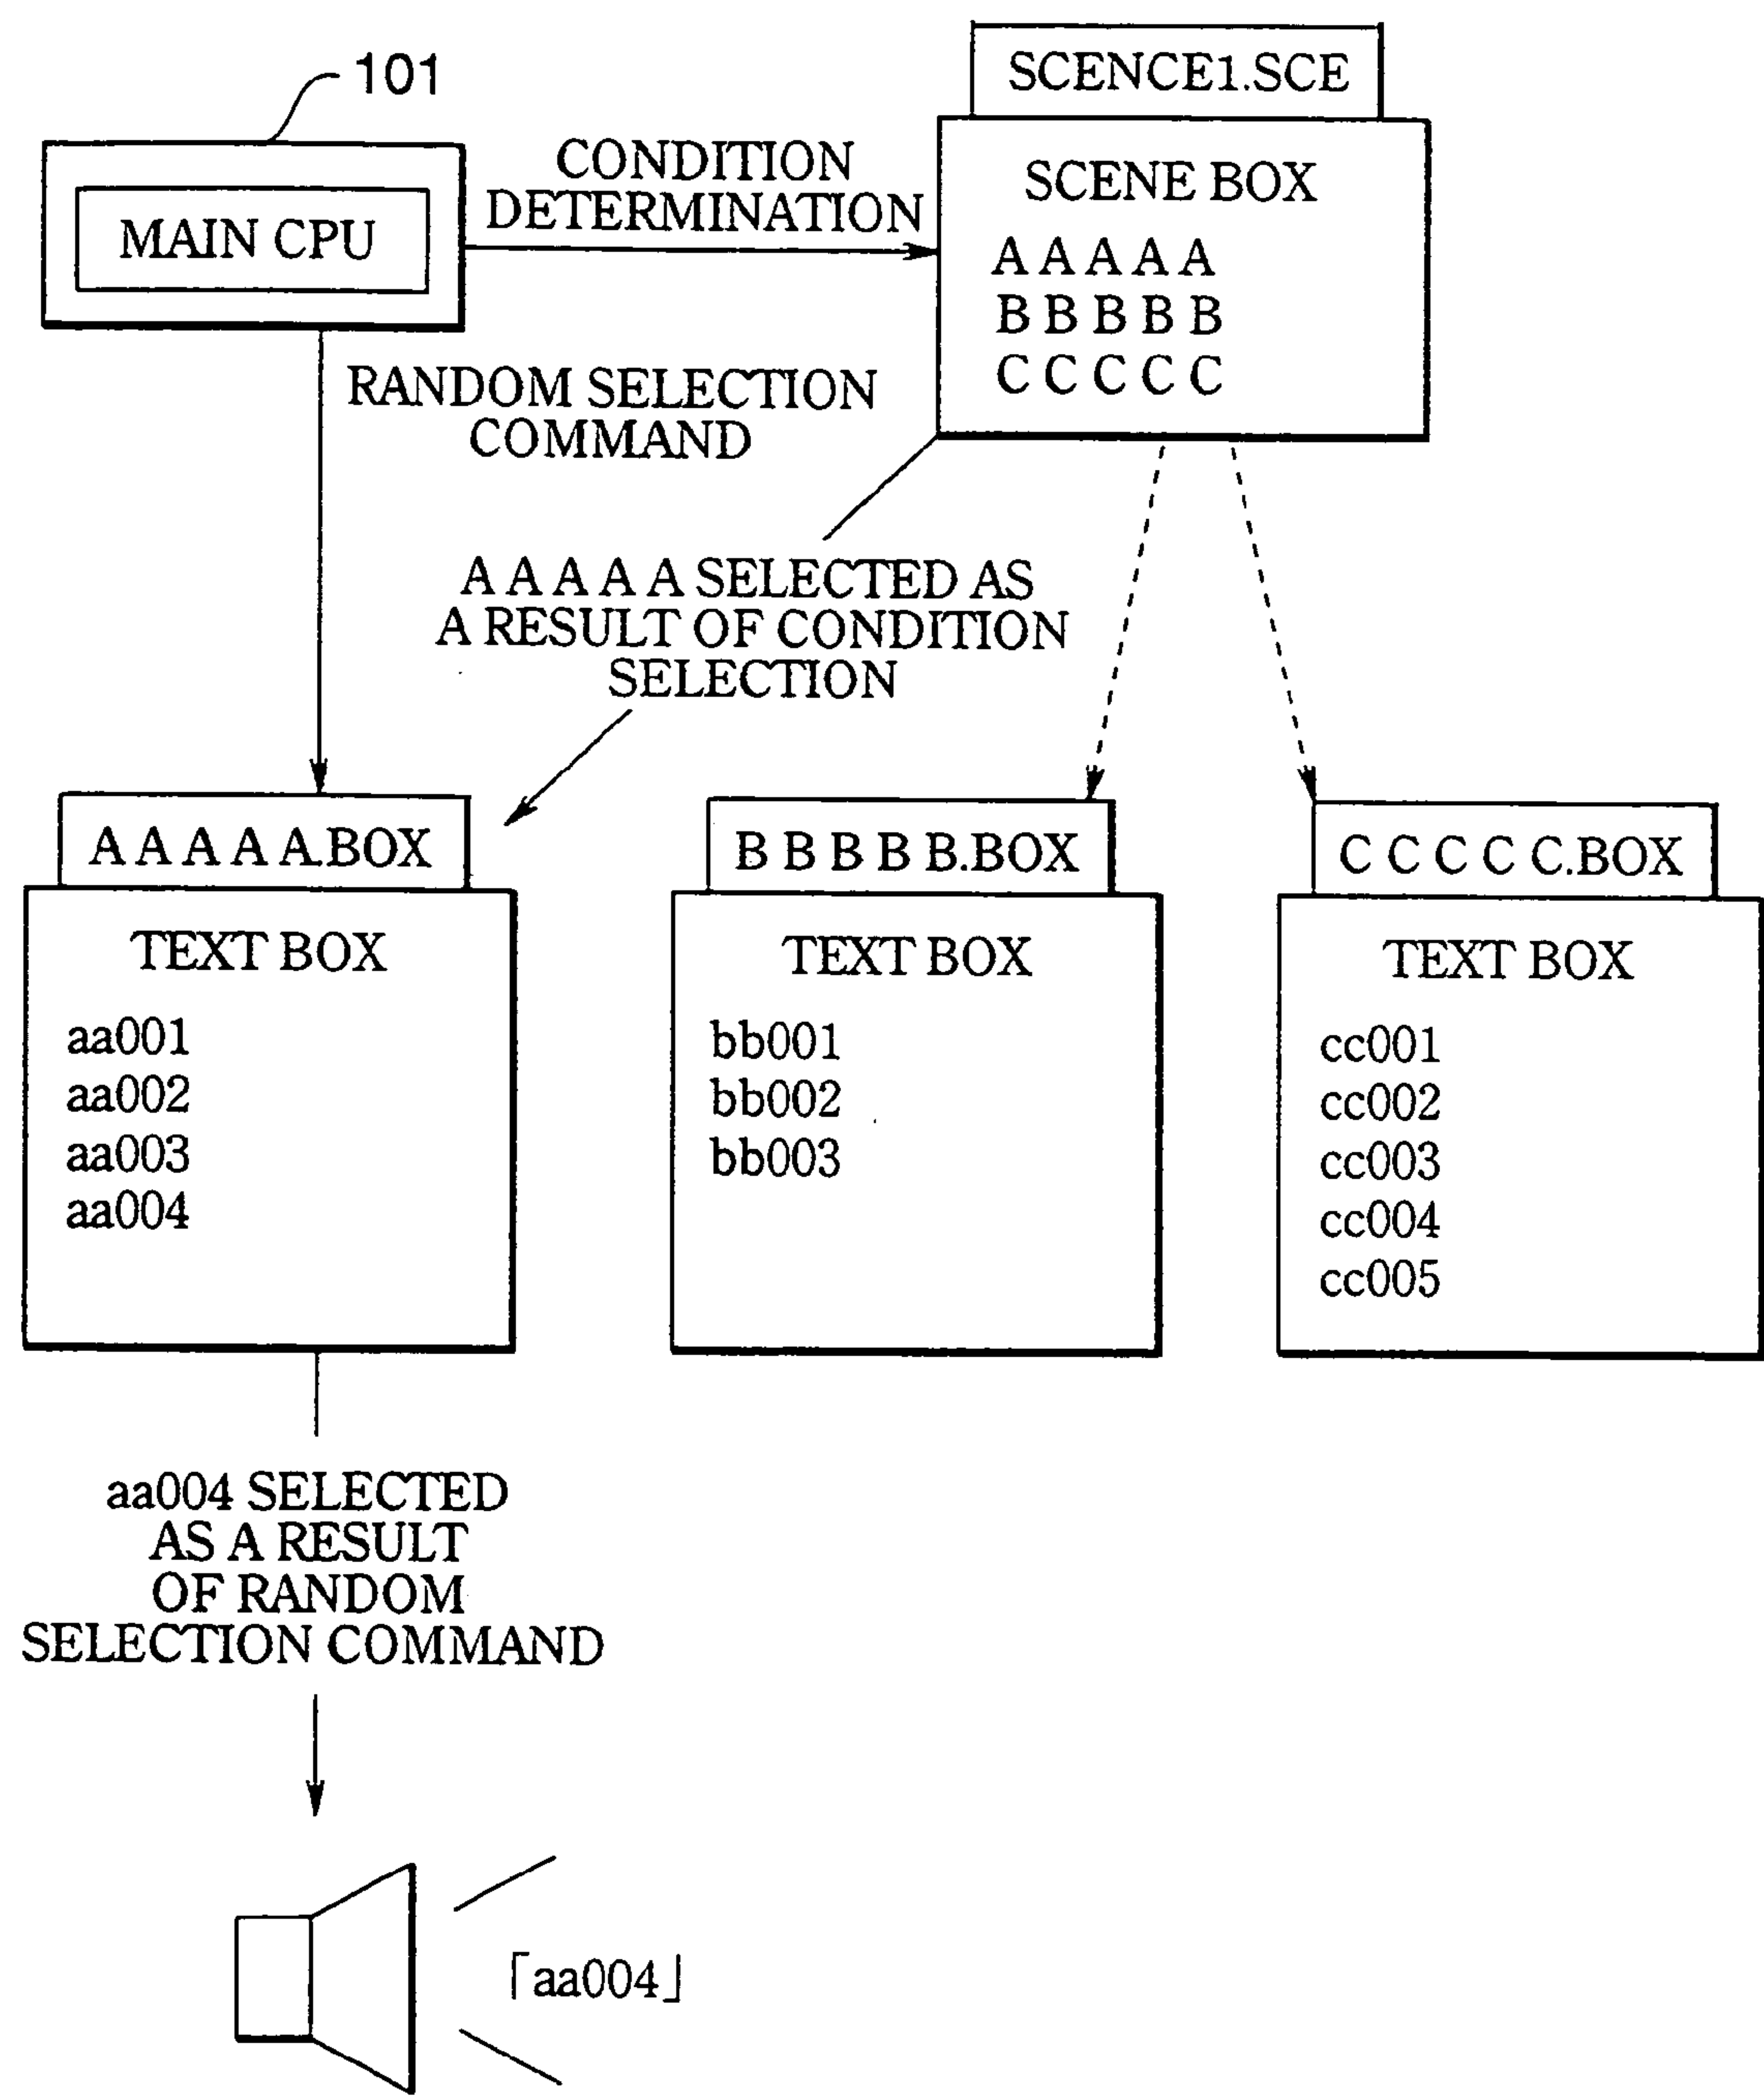 101
SCENCE1.SCE
MAIN CPU
CONDITION
DETERMINATION
SCENE BOX
A A A A A
B B B B B
C C C C C
RANDOM SELECTION
COMMAND
A A A A A SELECTED AS
A RESULT OF CONDITION
SELECTION
A A A A A.BOX
TEXT BOX
aa001
aa002
aa003
aa004
B B B B B.BOX
TEXT BOX
bb001
bb002
bb003
C C C C C.BOX
TEXT BOX
cc001
cc002
cc003
cc004
cc005
aa004 SELECTED
AS A RESULT
OF RANDOM
SELECTION COMMAND
「aa004」